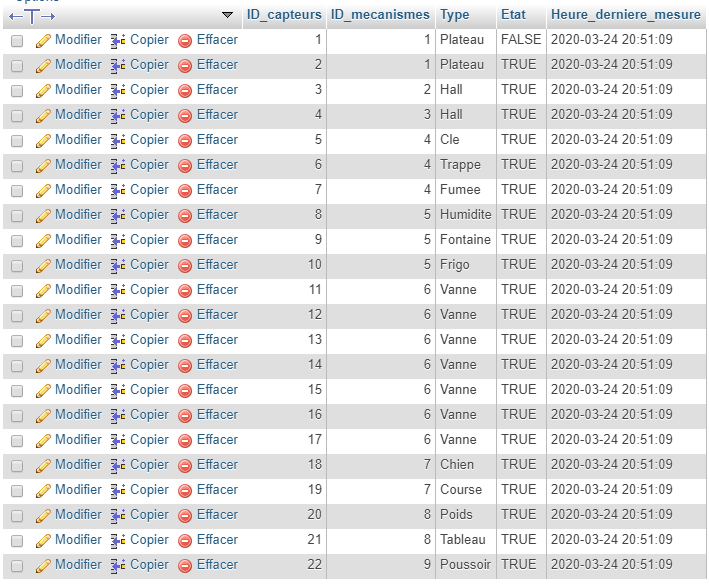 Options
ID_capteurs ID_mecanismes Type Etat Heure_derniere_mesure
Modifier Copier Effacer 1 1 Plateau FALSE 2020-03-24 20:51:09
Modifier Copier Effacer 2 1 Plateau TRUE 2020-03-24 20:51:09
Modifier Copier Effacer 3 2 Hall TRUE 2020-03-24 20:51:09
Modifier Copier Effacer 4 3 Hall TRUE 2020-03-24 20:51:09
Modifier Copier Effacer 5 4 Cle TRUE 2020-03-24 20:51:09
Modifier Copier Effacer 6 4 Trappe TRUE 2020-03-24 20:51:09
Modifier Copier Effacer 7 4 Fumee TRUE 2020-03-24 20:51:09
Modifier Copier Effacer 8 5 Humidite TRUE 2020-03-24 20:51:09
Modifier Copier Effacer 9 5 Fontaine TRUE 2020-03-24 20:51:09
Modifier Copier Effacer 10 5 Frigo TRUE 2020-03-24 20:51:09
Modifier Copier Effacer 11 6 Vanne TRUE 2020-03-24 20:51:09
Modifier Copier Effacer 12 6 Vanne TRUE 2020-03-24 20:51:09
Modifier Copier Effacer 13 6 Vanne TRUE 2020-03-24 20:51:09
Modifier Copier Effacer 14 6 Vanne TRUE 2020-03-24 20:51:09
Modifier Copier Effacer 15 6 Vanne TRUE 2020-03-24 20:51:09
Modifier Copier Effacer 16 6 Vanne TRUE 2020-03-24 20:51:09
Modifier Copier Effacer 17 6 Vanne TRUE 2020-03-24 20:51:09
Modifier Copier Effacer 18 7 Chien TRUE 2020-03-24 20:51:09
Modifier Copier Effacer 19 7 Course TRUE 2020-03-24 20:51:09
Modifier Copier Effacer 20 8 Poids TRUE 2020-03-24 20:51:09
Modifier Copier Effacer 21 8 Tableau TRUE 2020-03-24 20:51:09
Modifier Copier Effacer 22 9 Poussoir TRUE 2020-03-24 20:51:09